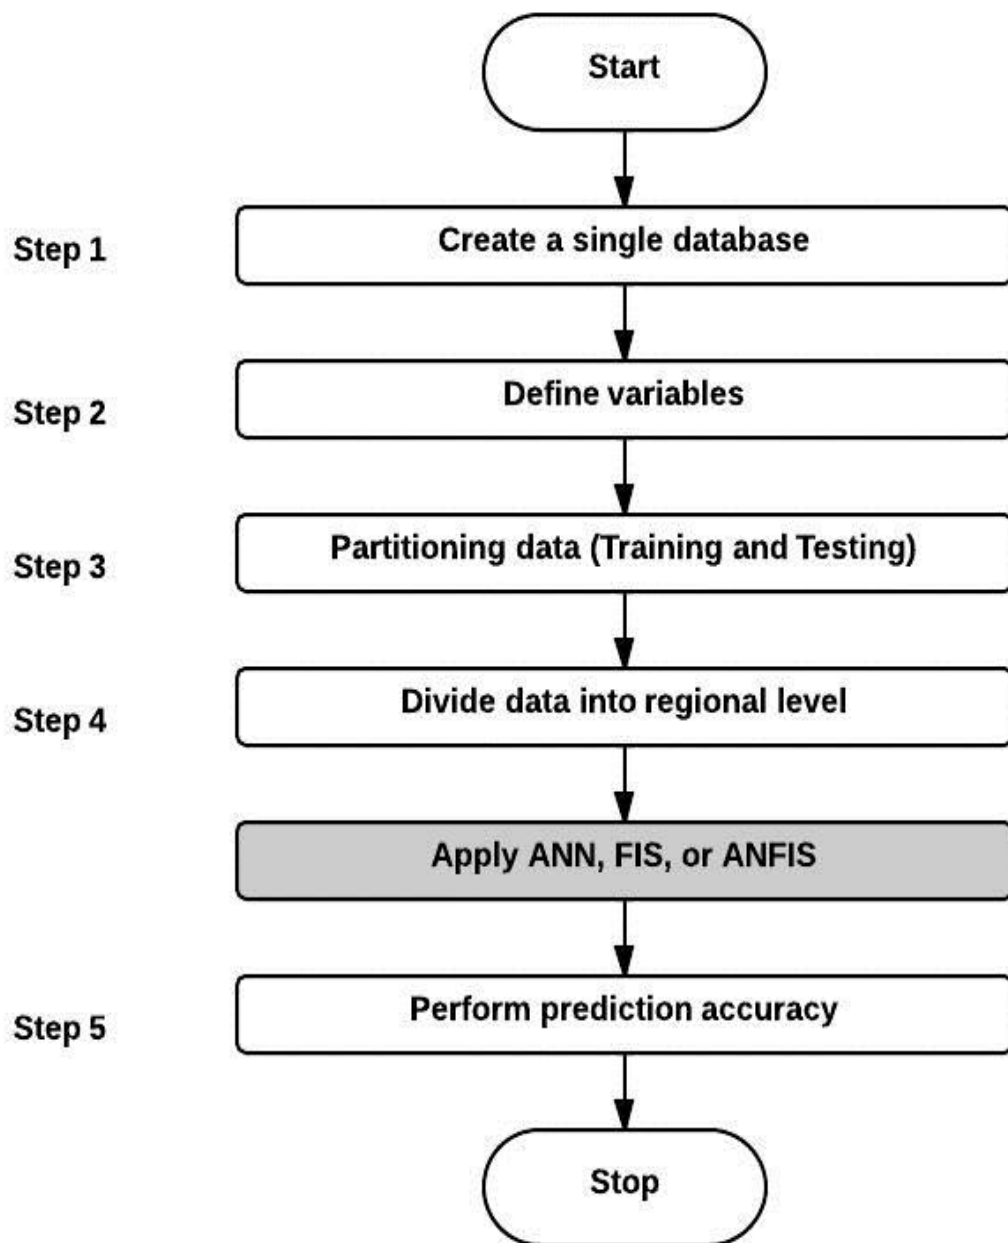 Start
Step 1
Create a single database
Step 2
Define variables
Step 3
Partitioning data (Training and Testing)
Step 4
Divide data into regional level
Apply ANN, FIS, or ANFIS
Step 5
Perform prediction accuracy
Stop